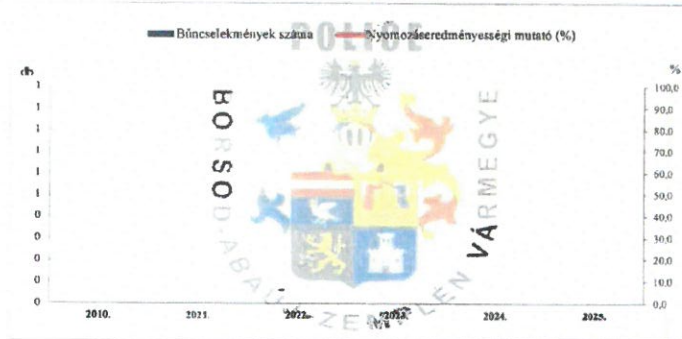 POLICE
Bűncselekmények száma Nyomozáseredményességi mutató (%)
db %
1 100,0
1 90,0
1 80,0
1 70,0
1 60,0
1 50,0
0 40,0
0 30,0
0 20,0
0 10,0
0 0,0
BORSOD-ABAÚJ-ZEMPLÉN VÁRMEGYE
2010. 2021. 2022. 2023. 2024. 2025.